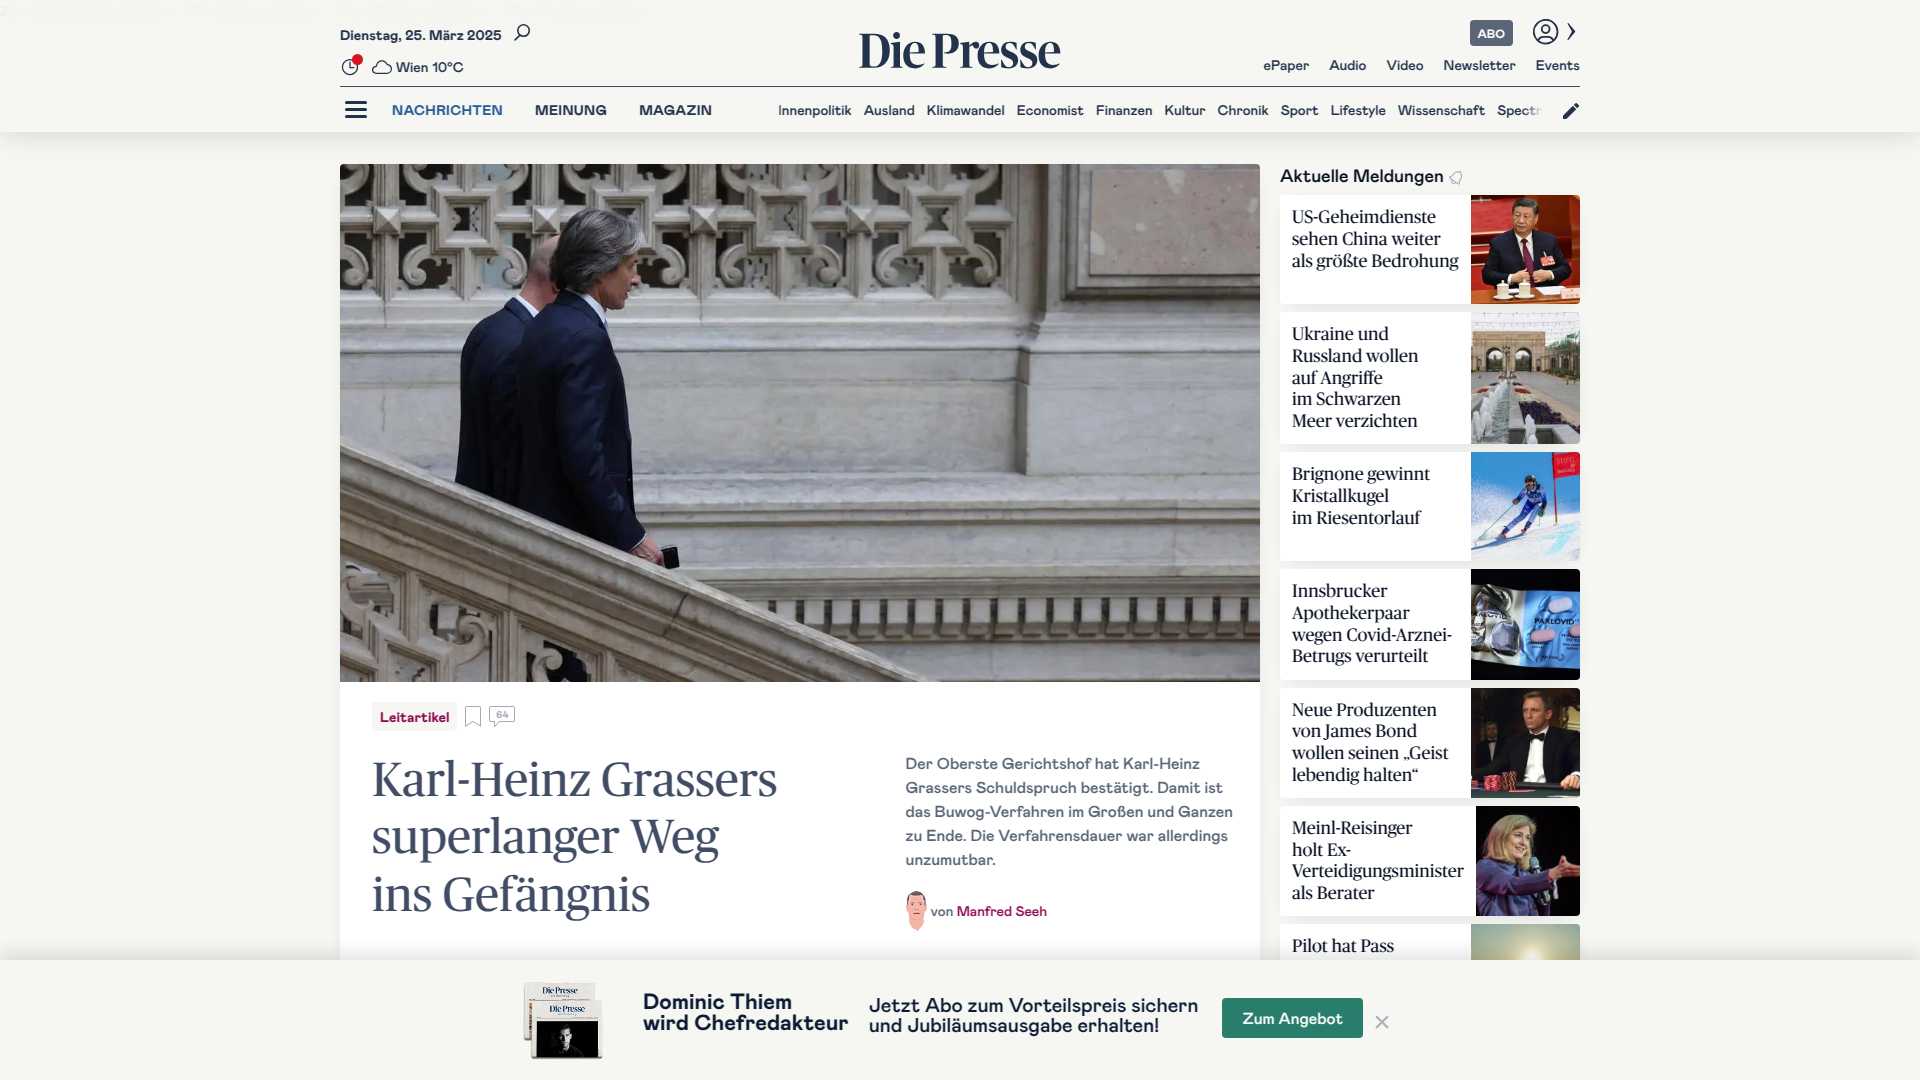 Dienstag, 25. März 2025
Wien 10°C
Die Presse
ABO
ePaper Audio Video Newsletter Events
NACHRICHTEN MEINUNG MAGAZIN
Innenpolitik Ausland Klimawandel Economist Finanzen Kultur Chronik Sport Lifestyle Wissenschaft Spectr
Leitartikel
64
Karl-Heinz Grassers
superlanger Weg
ins Gefängnis
Der Oberste Gerichtshof hat Karl-Heinz
Grassers Schuldspruch bestätigt. Damit ist
das Buwog-Verfahren im Großen und Ganzen
zu Ende. Die Verfahrensdauer war allerdings
unzumutbar.
von Manfred Seeh
Aktuelle Meldungen
US-Geheimdienste
sehen China weiter
als größte Bedrohung
Ukraine und
Russland wollen
auf Angriffe
im Schwarzen
Meer verzichten
Brignone gewinnt
Kristallkugel
im Riesentorlauf
Innsbrucker
Apothekerpaar
wegen Covid-Arznei-
Betrugs verurteilt
PAXLOVID
Neue Produzenten
von James Bond
wollen seinen „Geist
lebendig halten“
Meinl-Reisinger
holt Ex-
Verteidigungsminister
als Berater
Pilot hat Pass
Die Presse
Die Presse
Dominic Thiem
wird Chefredakteur
Jetzt Abo zum Vorteilspreis sichern
und Jubiläumsausgabe erhalten!
Zum Angebot